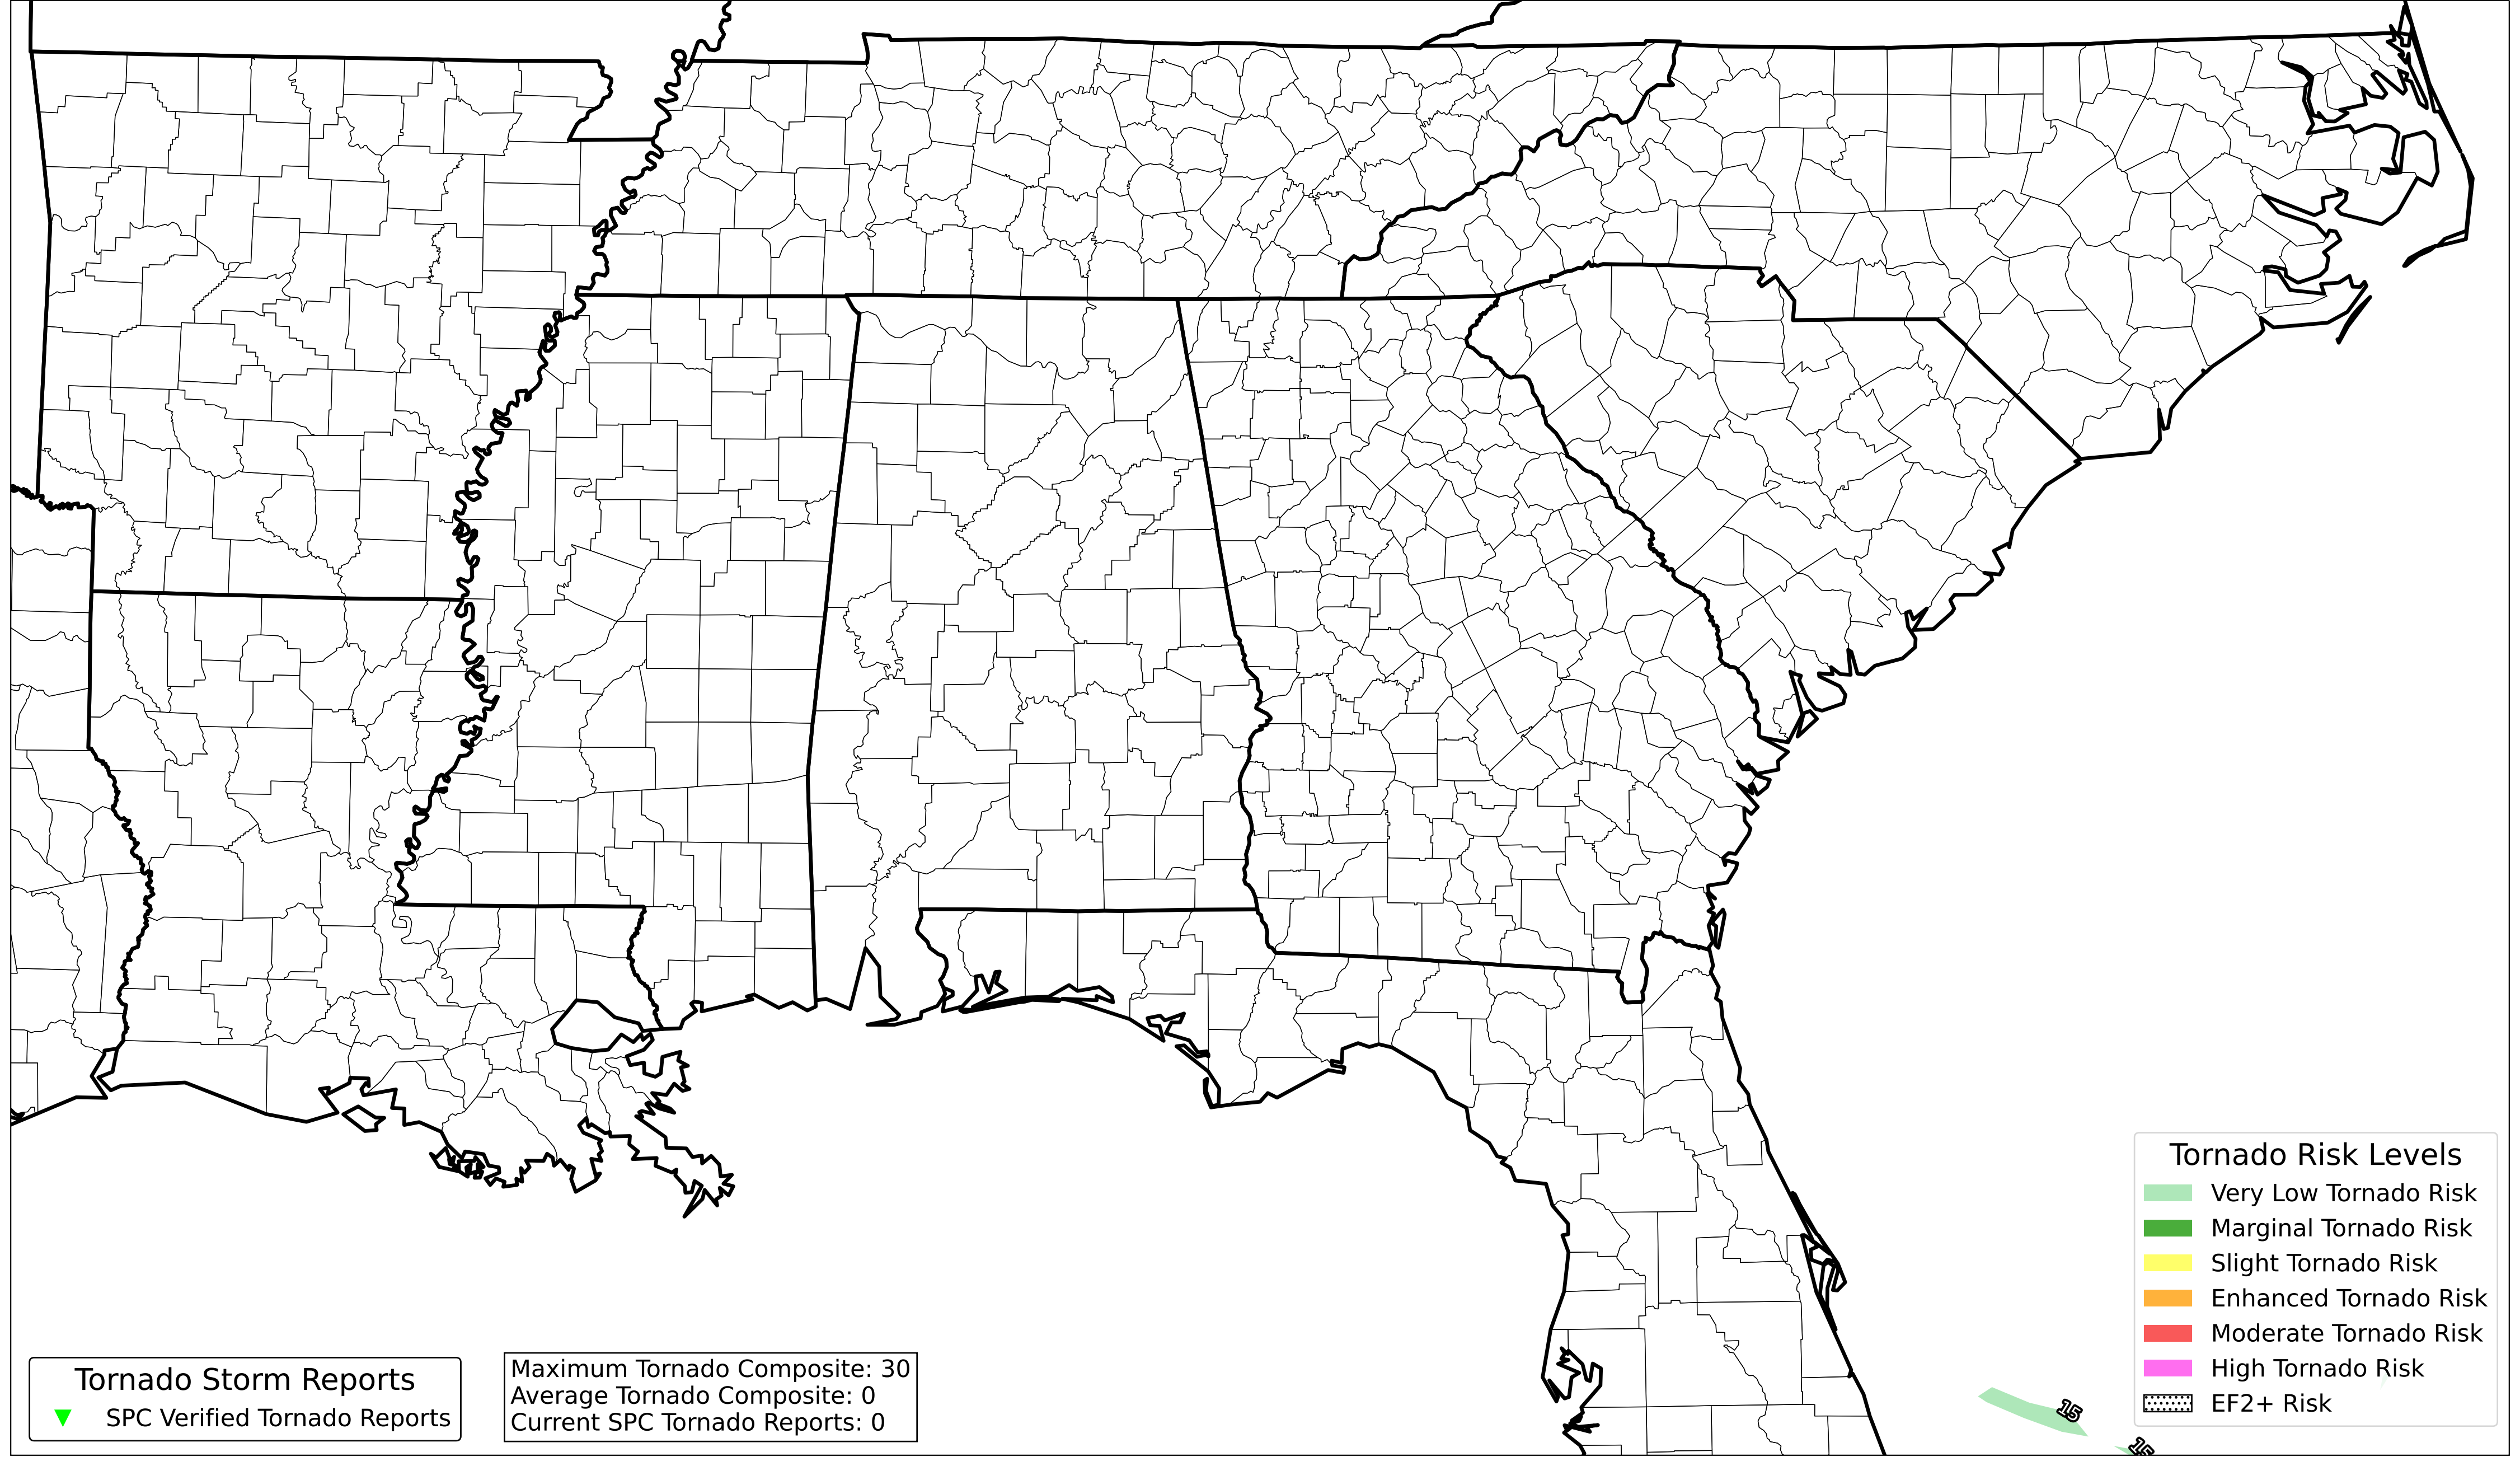 Tornado Storm Reports
SPC Verified Tornado Reports
Maximum Tornado Composite: 30
Average Tornado Composite: 0
Current SPC Tornado Reports: 0
15
Tornado Risk Levels
Very Low Tornado Risk
Marginal Tornado Risk
Slight Tornado Risk
Enhanced Tornado Risk
Moderate Tornado Risk
High Tornado Risk
EF2+ Risk